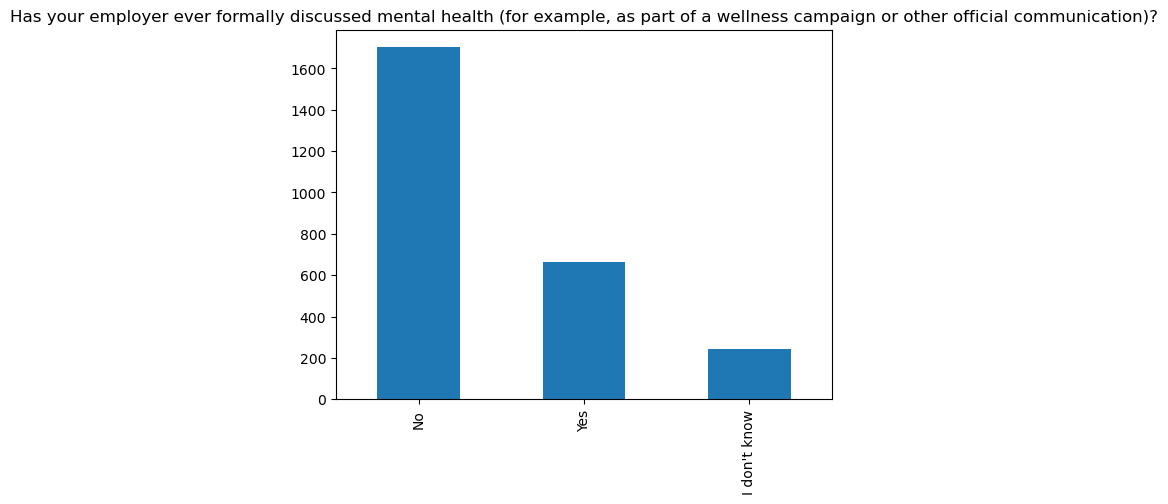 Has your employer ever formally discussed mental health (for example, as part of a wellness campaign or other official communication)?
1600
1400
1200
1000
800
600
400
200
0
No
Yes
I don't know